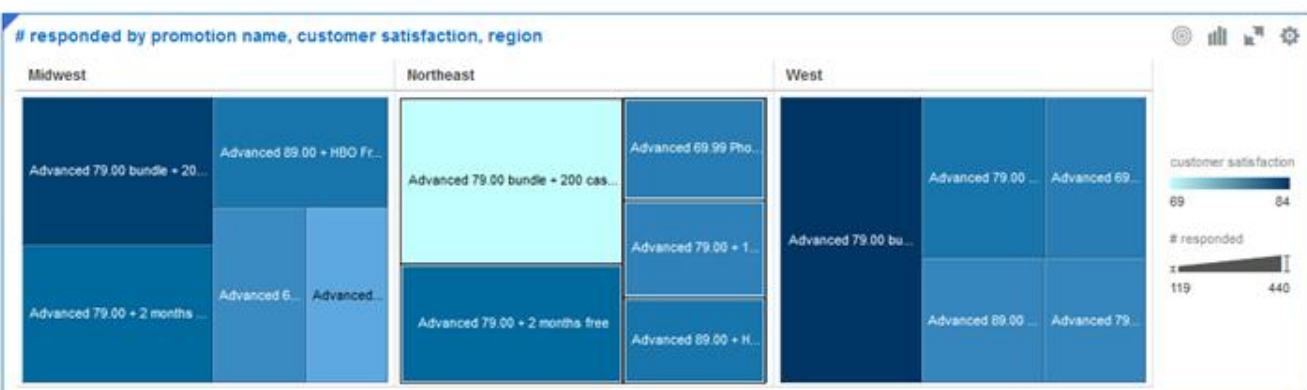 # responded by promotion name, customer satisfaction, region
Midwest
Northeast
West
Advanced 79.00 bundle + 20...
Advanced 89.00 + HBO Fr...
Advanced 79.00 + 2 months ...
Advanced 6...
Advanced...
Advanced 79.00 bundle + 200 cas...
Advanced 69.99 Pho...
Advanced 79.00 + 1...
Advanced 79.00 + 2 months free
Advanced 89.00 + H...
Advanced 79.00 bu...
Advanced 79.00 ...
Advanced 69...
Advanced 89.00 ...
Advanced 79...
customer satisfaction
69 84
# responded
119 440